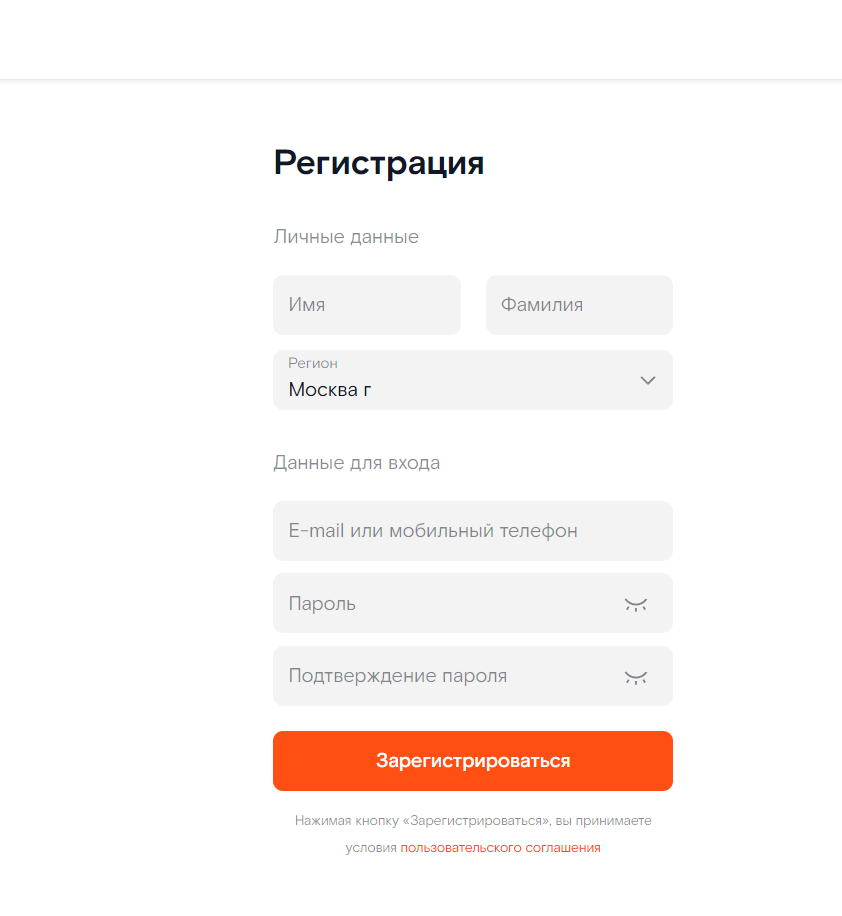 Регистрация
Личные данные
Имя
Фамилия
Регион
Москва г
Данные для входа
E-mail или мобильный телефон
Пароль
Подтверждение пароля
Зарегистрироваться
Нажимая кнопку «Зарегистрироваться», вы принимаете
условия пользовательского соглашения